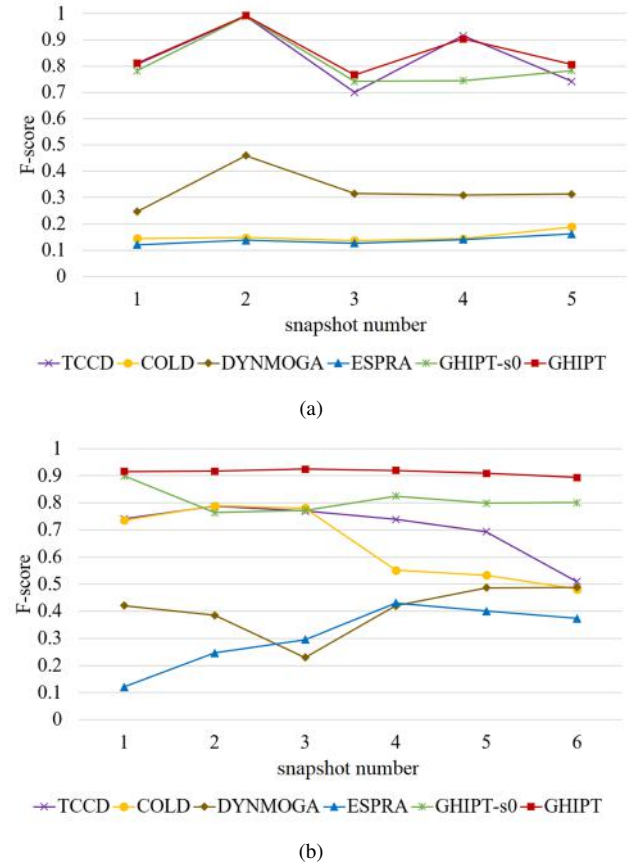 1
0.9
0.8
0.7
0.6
0.5
0.4
0.3
0.2
0.1
0
F-score
1 2 3 4 5
snapshot number
TCCD COLD DYNMOGA ESPRA GHIPT-s0 GHIPT
(a)
1
0.9
0.8
0.7
0.6
0.5
0.4
0.3
0.2
0.1
0
F-score
1 2 3 4 5 6
snapshot number
TCCD COLD DYNMOGA ESPRA GHIPT-s0 GHIPT
(b)